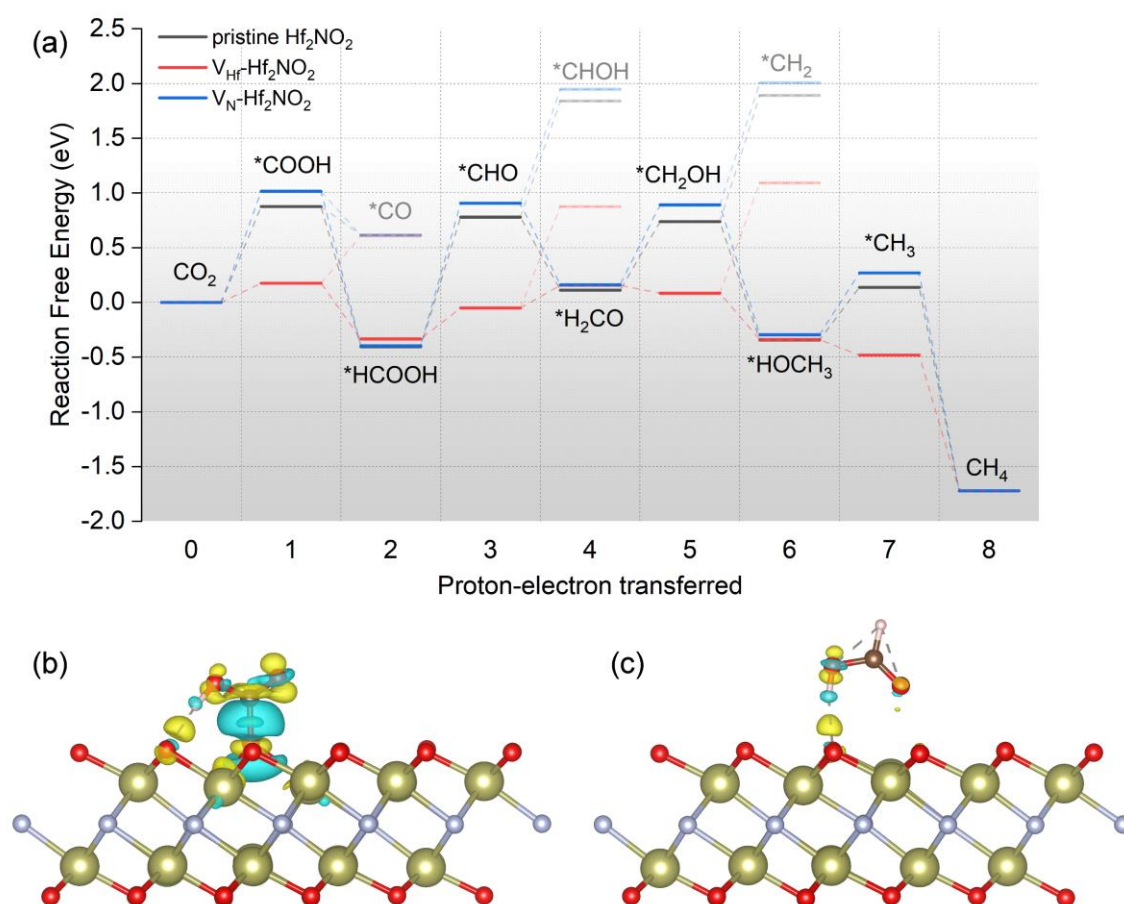 (a)
pristine Hf₂NO₂
V_Hf-Hf₂NO₂
V_N-Hf₂NO₂
Reaction Free Energy (eV)
2.5
2.0
1.5
1.0
0.5
0.0
-0.5
-1.0
-1.5
-2.0
CO₂
*COOH
*CO
*HCOOH
*CHO
*CHOH
*H₂CO
*CH₂OH
*CH₂
*HOCH₃
*CH₃
CH₄
0 1 2 3 4 5 6 7 8
Proton-electron transferred
(b)
(c)